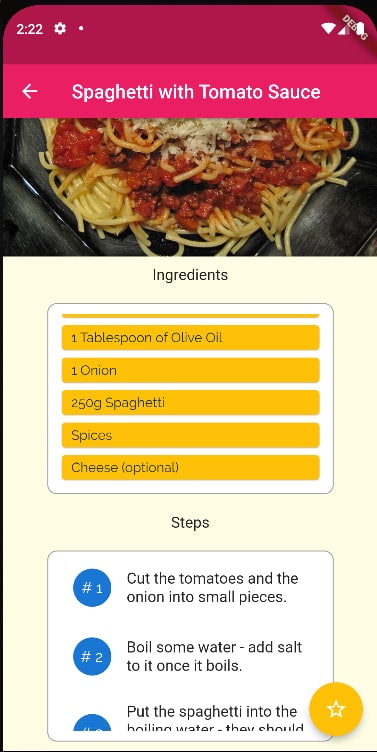 2:22
DEBUG
Spaghetti with Tomato Sauce
Ingredients
1 Tablespoon of Olive Oil
1 Onion
250g Spaghetti
Spices
Cheese (optional)
Steps
# 1
Cut the tomatoes and the
onion into small pieces.
# 2
Boil some water - add salt
to it once it boils.
Put the spaghetti into the
boiling water - they should